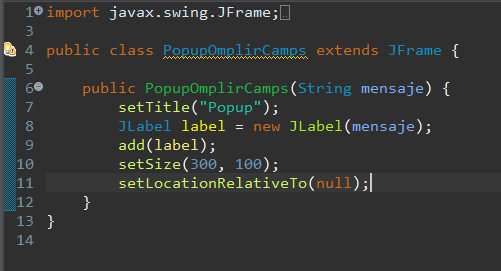 1 import javax.swing.JFrame;
3
4 public class PopupOmplirCamps extends JFrame {
5
6     public PopupOmplirCamps(String mensaje) {
7         setTitle("Popup");
8         JLabel label = new JLabel(mensaje);
9         add(label);
10         setSize(300, 100);
11         setLocationRelativeTo(null);
12     }
13 }
14